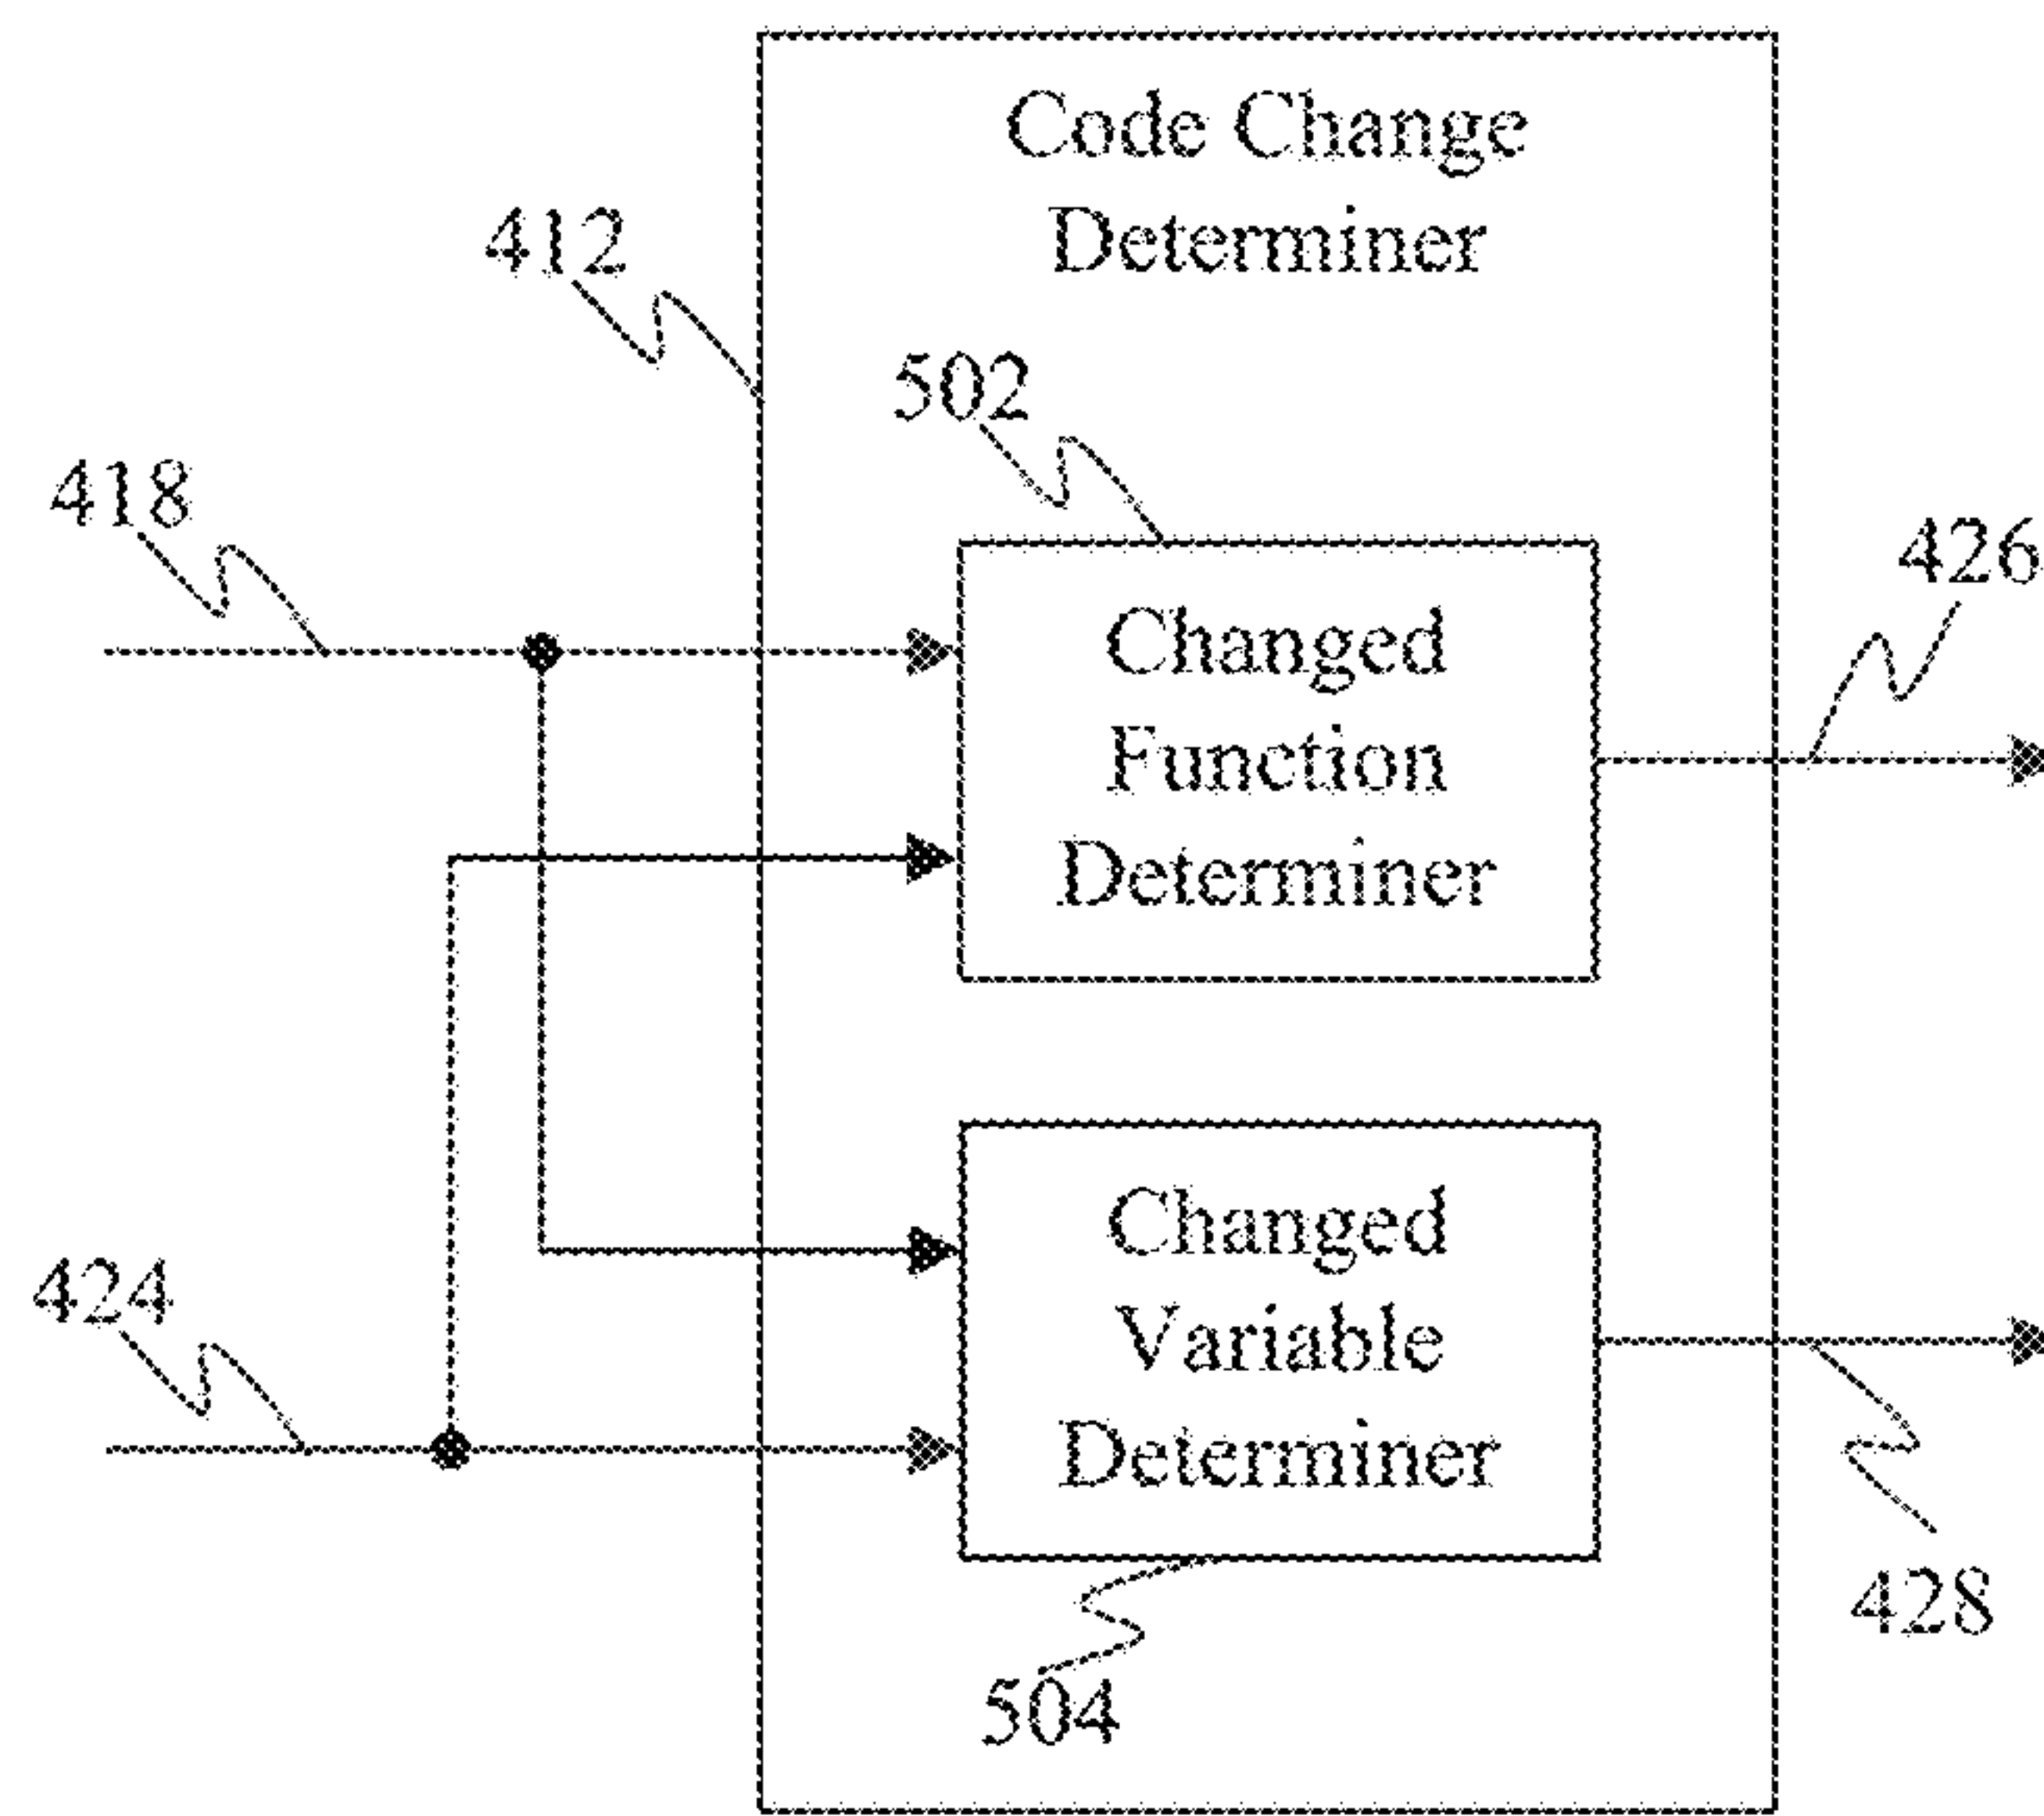 Code Change
Determiner
412
502
418
426
Changed
Function
Determiner
Changed
Variable
Determiner
424
428
504